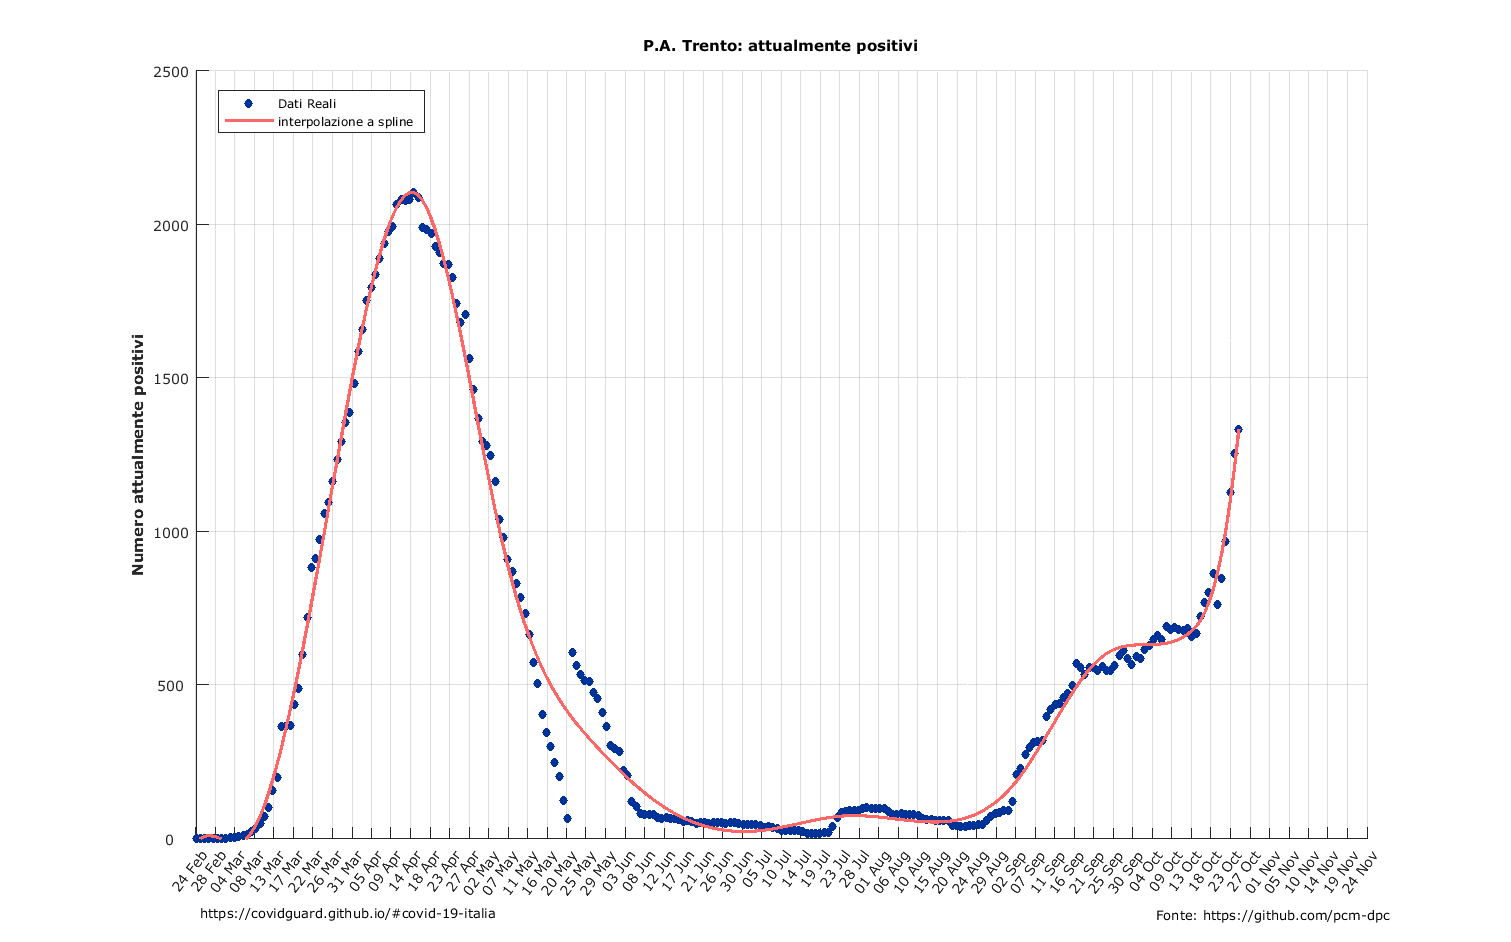 P.A. Trento: attualmente positivi
2500
2000
1500
1000
500
0
Numero attualmente positivi
Dati Reali
interpolazione a spline
24 Feb
28 Feb
04 Mar
08 Mar
13 Mar
17 Mar
22 Mar
26 Mar
31 Mar
05 Apr
09 Apr
14 Apr
18 Apr
23 Apr
27 Apr
02 May
07 May
11 May
16 May
20 May
25 May
29 May
03 Jun
08 Jun
12 Jun
17 Jun
21 Jun
26 Jun
30 Jun
05 Jul
10 Jul
14 Jul
19 Jul
23 Jul
28 Jul
01 Aug
06 Aug
10 Aug
15 Aug
20 Aug
24 Aug
29 Aug
02 Sep
07 Sep
11 Sep
16 Sep
21 Sep
25 Sep
30 Sep
04 Oct
09 Oct
13 Oct
18 Oct
23 Oct
27 Oct
01 Nov
05 Nov
10 Nov
14 Nov
19 Nov
24 Nov
https://covidguard.github.io/#covid-19-italia
Fonte: https://github.com/pcm-dpc